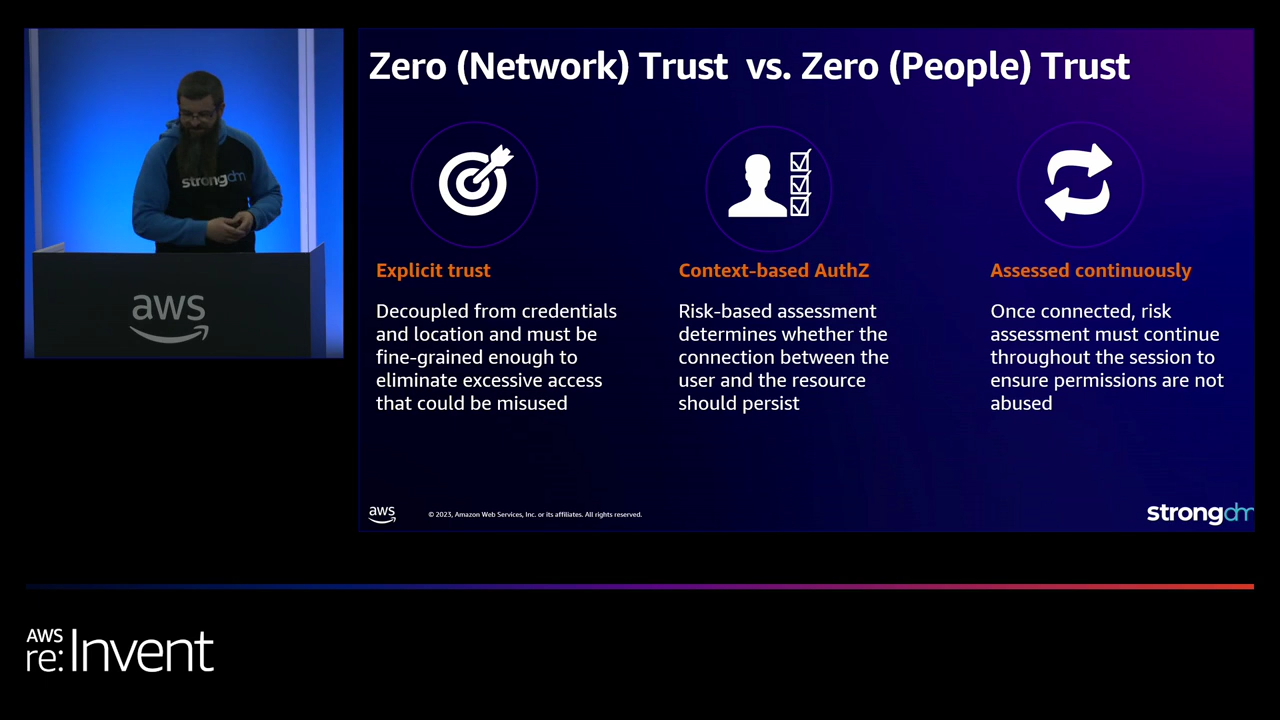 Zero (Network) Trust vs. Zero (People) Trust
strongdm
aws
Explicit trust
Decoupled from credentials
and location and must be
fine-grained enough to
eliminate excessive access
that could be misused
Context-based AuthZ
Risk-based assessment
determines whether the
connection between the
user and the resource
should persist
Assessed continuously
Once connected, risk
assessment must continue
throughout the session to
ensure permissions are not
abused
aws
© 2023, Amazon Web Services, Inc. or its affiliates. All rights reserved.
strongdm
AWS
re:Invent